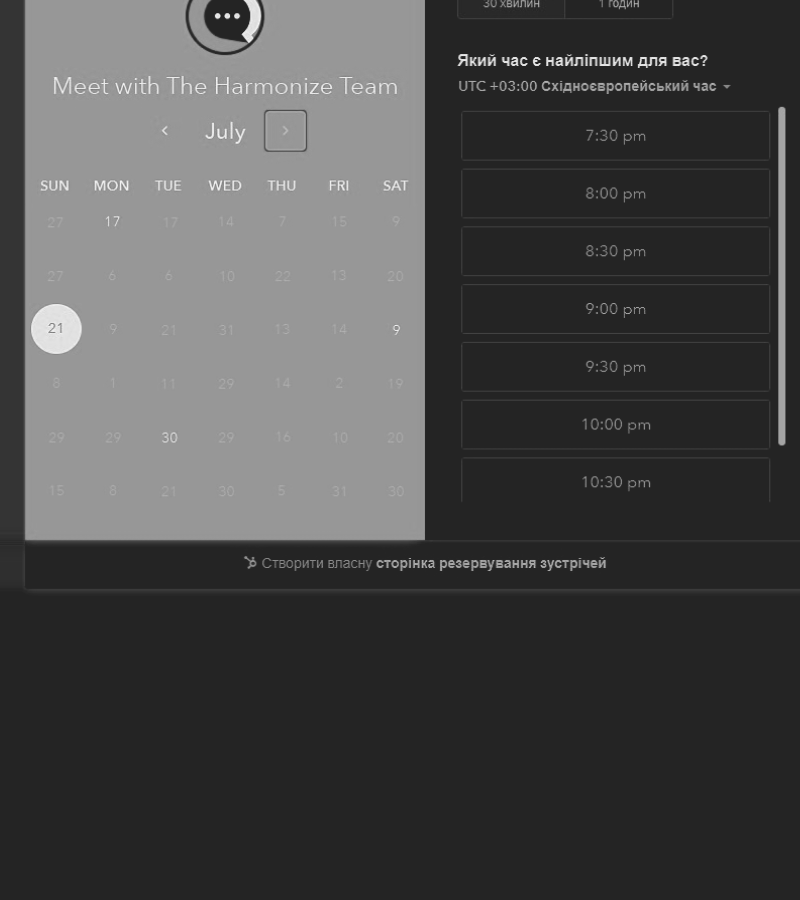 Meet with The Harmonize Team
July
SUN MON TUE WED THU FRI SAT
27 17 17 14 7 15 9
27 6 6 10 22 13 20
21 9 21 31 13 14 9
8 1 11 29 14 2 19
29 29 30 29 16 10 20
15 8 21 30 5 31 30
30 хвилин 1 годин
Який час є найліпшим для вас?
UTC +03:00 Східноєвропейський час
7:30 pm
8:00 pm
8:30 pm
9:00 pm
9:30 pm
10:00 pm
10:30 pm
Створити власну сторінка резервування зустрічей